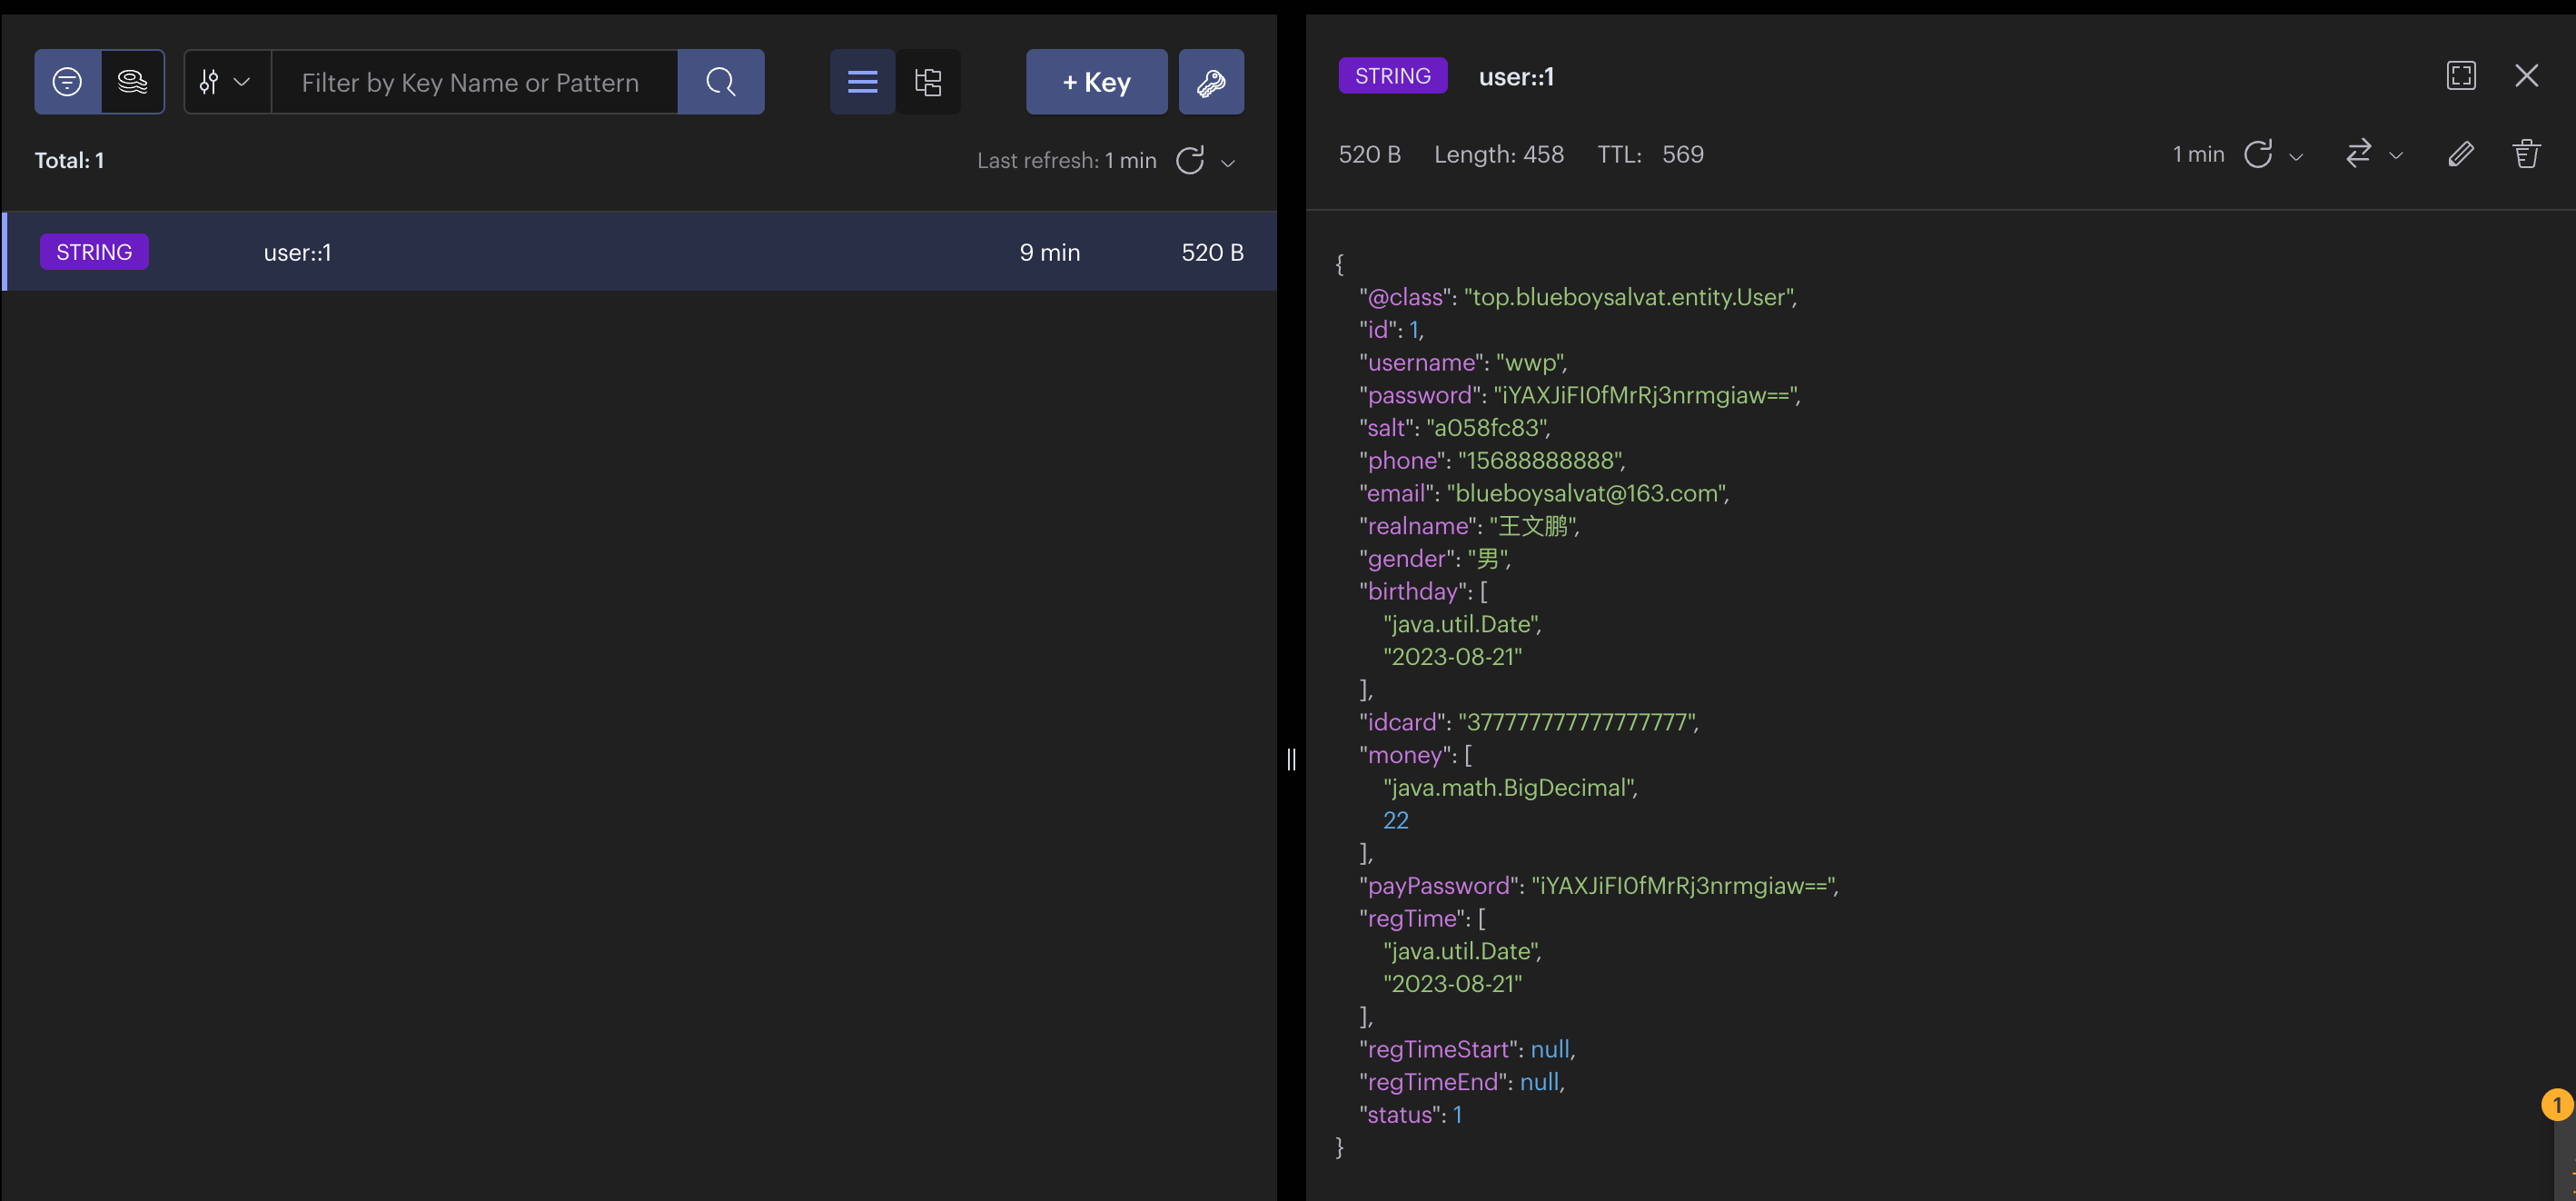 Filter by Key Name or Pattern
+ Key
Total: 1
Last refresh: 1 min
STRING user::1 9 min 520 B
STRING user::1
520 B Length: 458 TTL: 569
1 min
{
"@class": "top.blueboysalvat.entity.User",
"id": 1,
"username": "wwp",
"password": "iYAXJiFI0fMrRj3nrmgiaw==",
"salt": "a058fc83",
"phone": "15688888888",
"email": "blueboysalvat@163.com",
"realname": "王文鹏",
"gender": "男",
"birthday": [
"java.util.Date",
"2023-08-21"
],
"idcard": "377777777777777777",
"money": [
"java.math.BigDecimal",
22
],
"payPassword": "iYAXJiFI0fMrRj3nrmgiaw==",
"regTime": [
"java.util.Date",
"2023-08-21"
],
"regTimeStart": null,
"regTimeEnd": null,
"status": 1
}
1